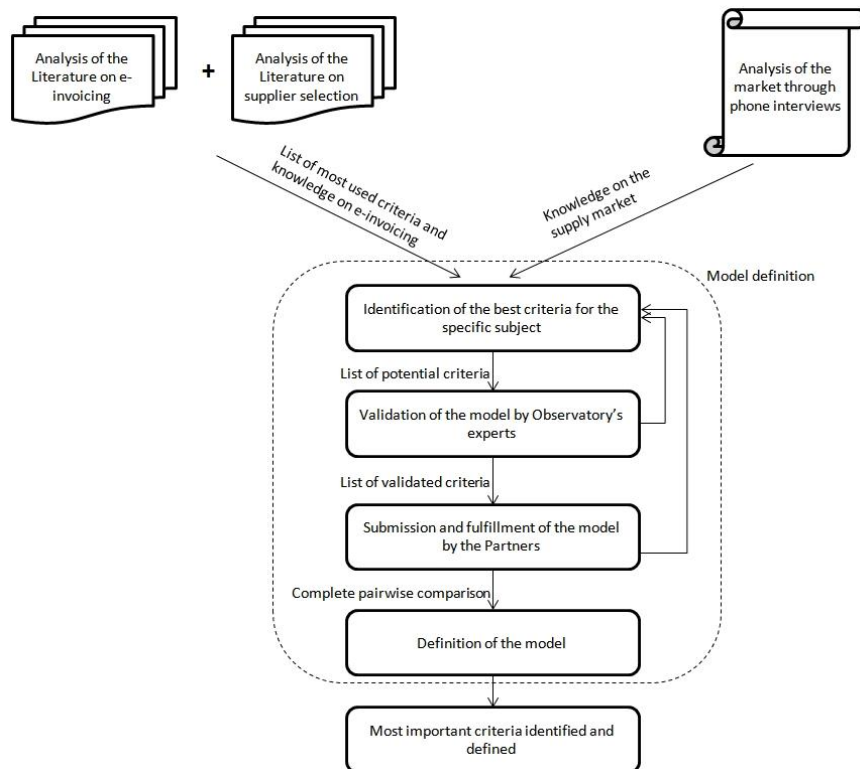 Analysis of the
Literature on e-
invoicing
+
Analysis of the
Literature on
supplier selection
Analysis of the
market through
phone interviews
List of most used criteria and
knowledge on e-invoicing
Knowledge on the
supply market
Model definition
Identification of the best criteria for the
specific subject
List of potential criteria
Validation of the model by Observatory's
experts
List of validated criteria
Submission and fulfillment of the model
by the Partners
Complete pairwise comparison
Definition of the model
Most important criteria identified and
defined